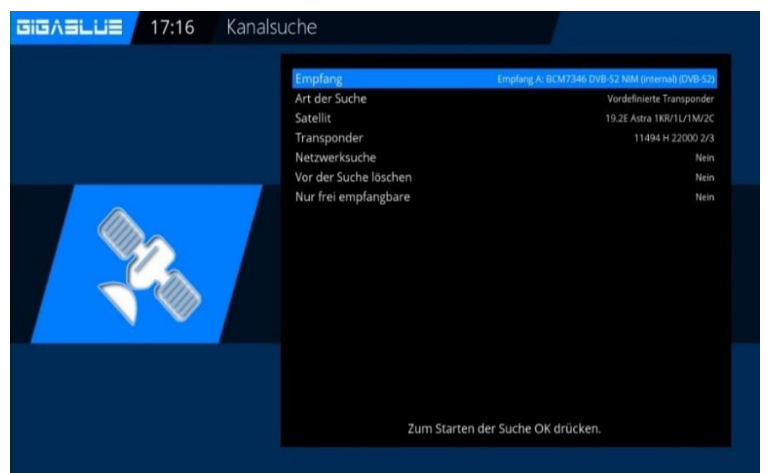 GIGABLUE 17:16 Kanalsuche
Empfang Empfang A: BCM7346 DVB-S2 NIM (internal) (DVB-S2)
Art der Suche Vordefinierte Transponder
Satellit 19.2E Astra 1KR/1L/1M/2C
Transponder 11494 H 22000 2/3
Netzwerksuche Nein
Vor der Suche löschen Nein
Nur frei empfangbare Nein
Zum Starten der Suche OK drücken.